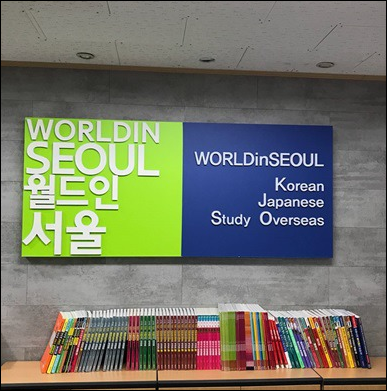 WORLDIN
SEOUL
월드인
서울
WORLDinSEOUL
Korean
Japanese
Study Overseas